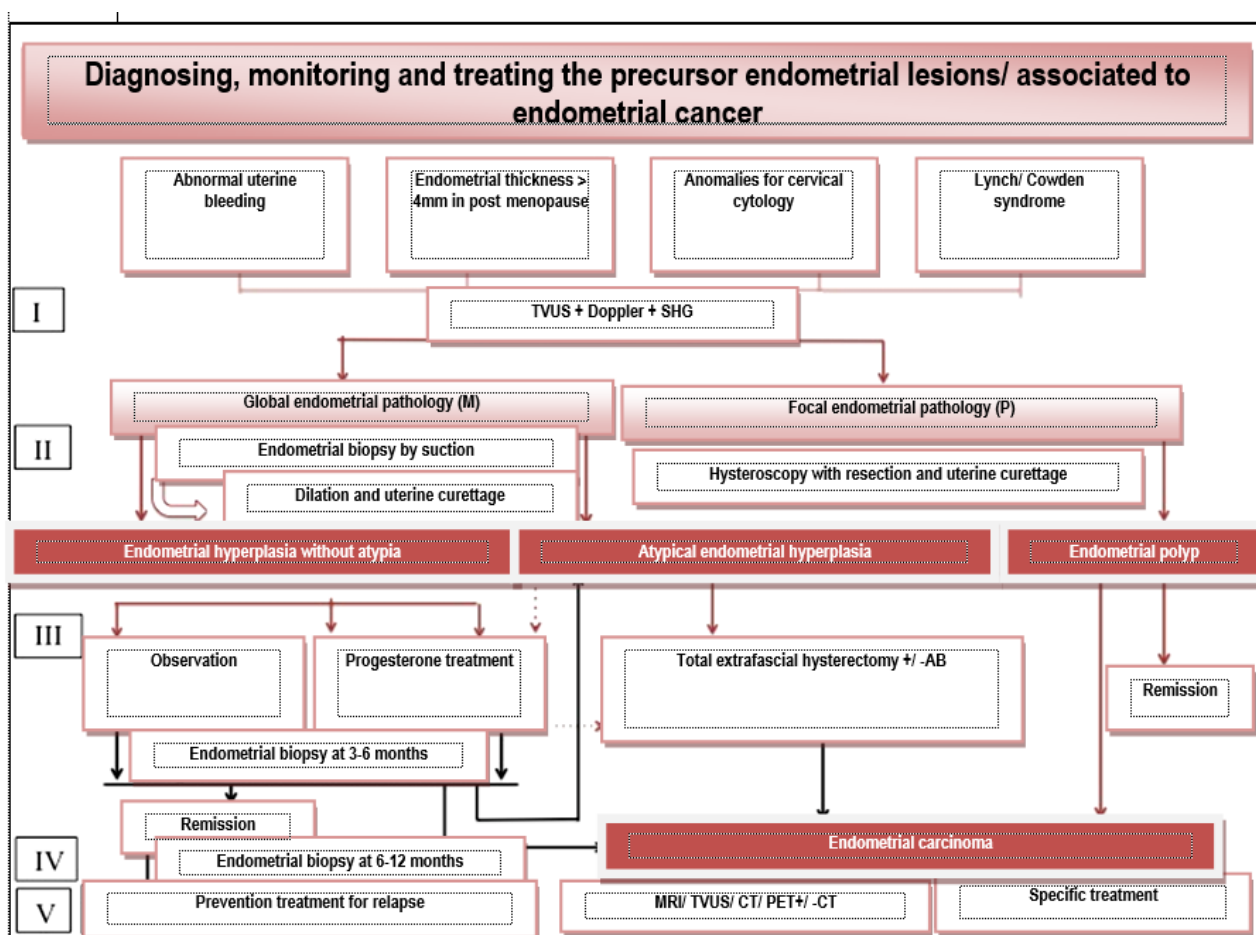 Diagnosing, monitoring and treating the precursor endometrial lesions/ associated to
endometrial cancer
Abnormal uterine
bleeding
Endometrial thickness >
4mm in post menopause
Anomalies for cervical
cytology
Lynch/ Cowden
syndrome
I
TVUS + Doppler + SHG
Global endometrial pathology (M)
Focal endometrial pathology (P)
II
Endometrial biopsy by suction
Hysteroscopy with resection and uterine curettage
Dilation and uterine curettage
Endometrial hyperplasia without atypia
Atypical endometrial hyperplasia
Endometrial polyp
III
Observation
Progesterone treatment
Total extrafascial hysterectomy +/ -AB
Remission
Endometrial biopsy at 3-6 months
Remission
Endometrial carcinoma
IV
Endometrial biopsy at 6-12 months
V
Prevention treatment for relapse
MRI/ TVUS/ CT/ PET+/ -CT
Specific treatment